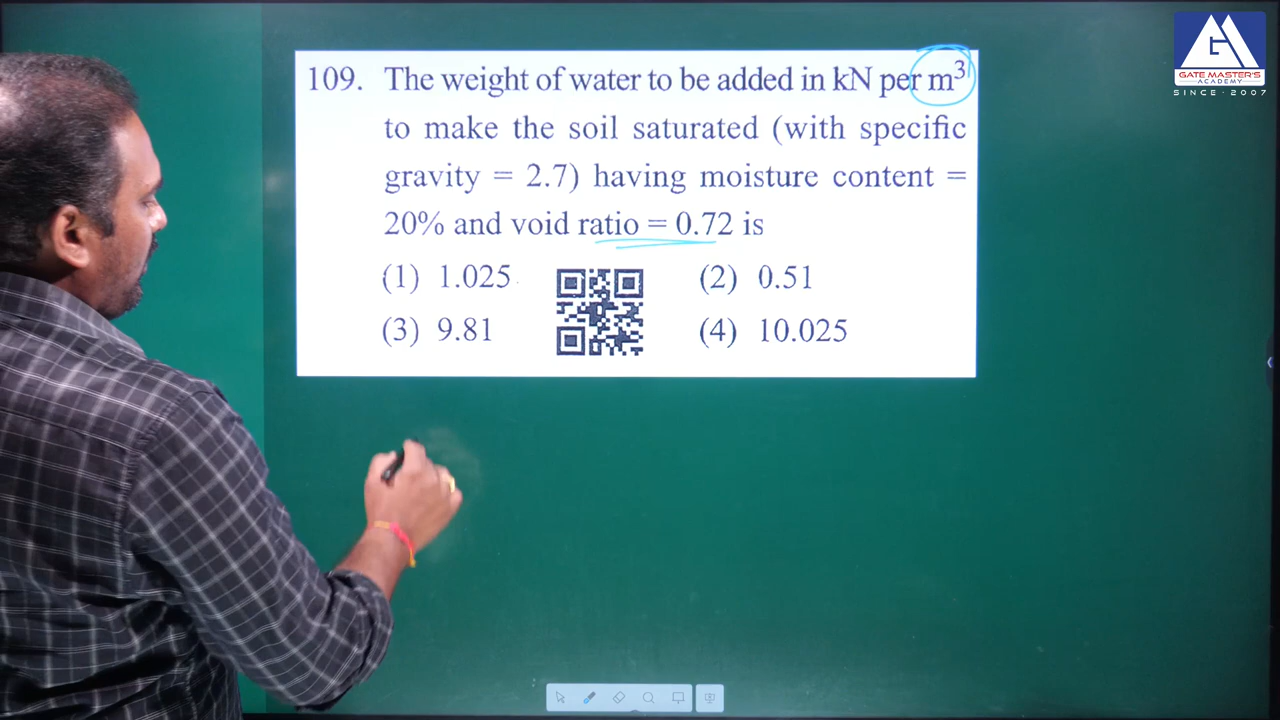 109. The weight of water to be added in kN per m³
to make the soil saturated (with specific
gravity = 2.7) having moisture content =
20% and void ratio = 0.72 is
(1) 1.025 (2) 0.51
(3) 9.81 (4) 10.025
GATE MASTER'S
ACADEMY
SINCE·2007